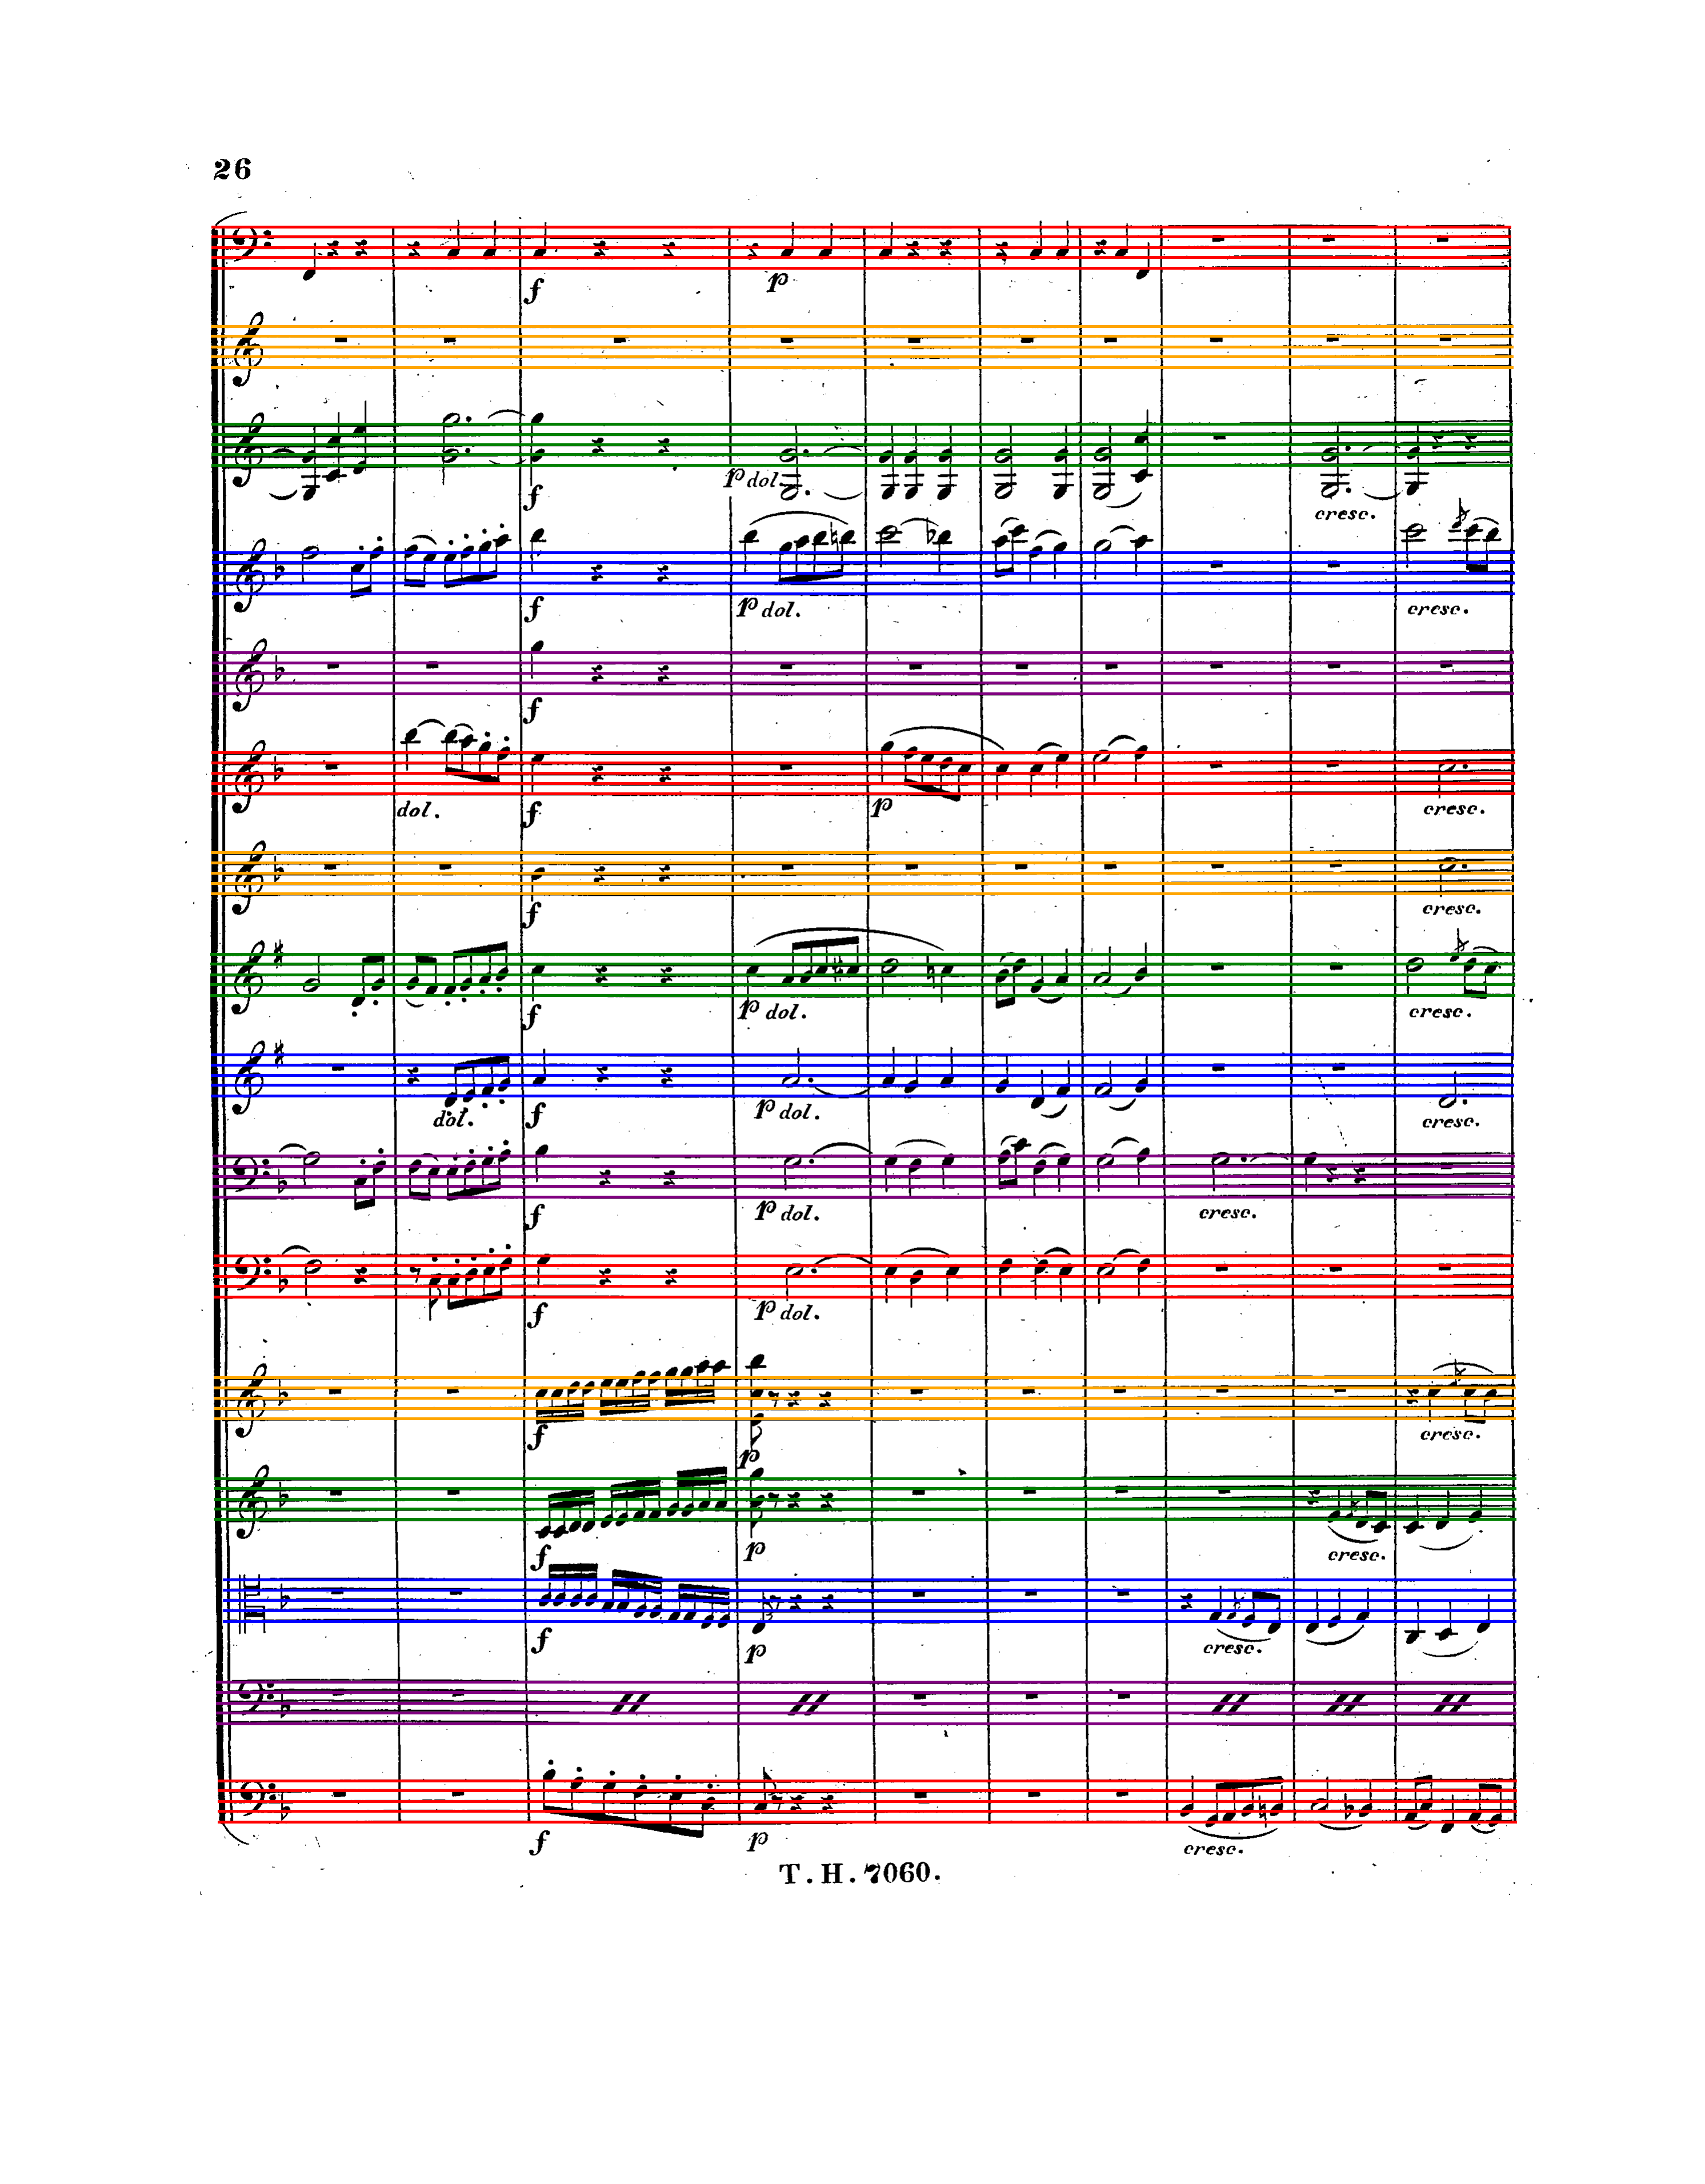 26
f p
f p dol. cresc.
f p dol. cresc.
f
dol. f p cresc.
f cresc.
f p dol. cresc.
dol. f p dol. cresc.
f p dol. cresc.
f p dol.
f p cresc.
f p cresc.
f p cresc.
f p cresc.
T. H. 7060.